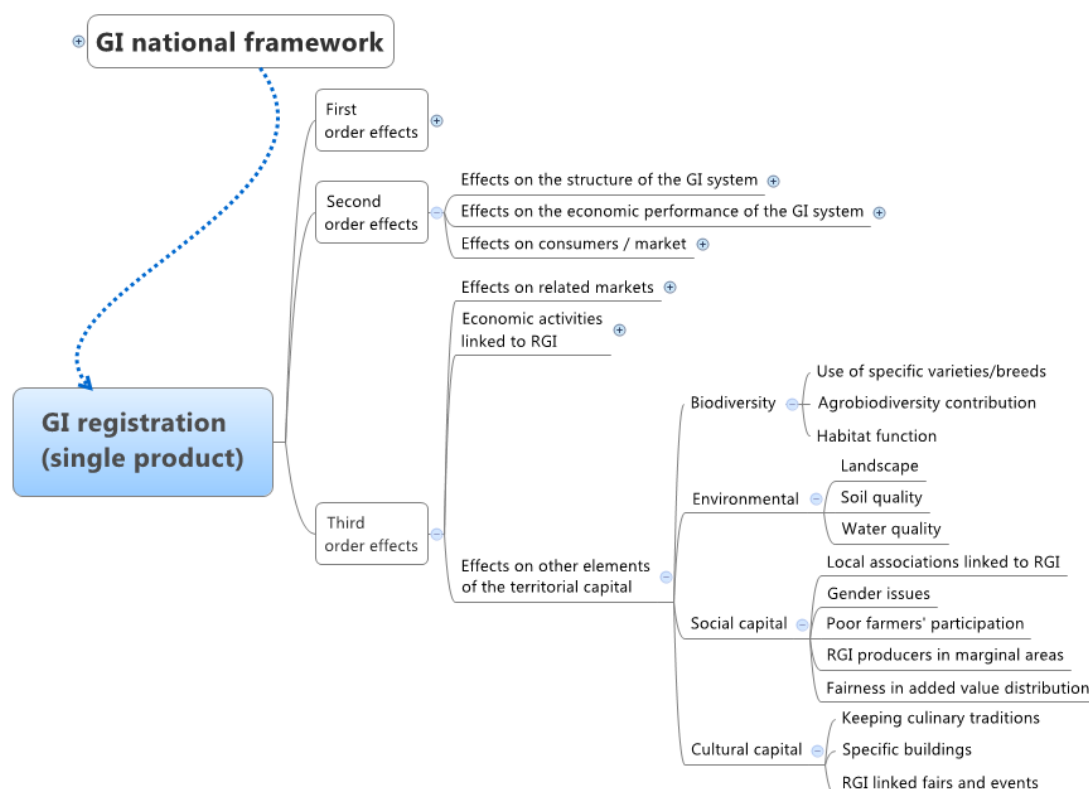 GI national framework
First
order effects
Second
order effects
Effects on the structure of the GI system
Effects on the economic performance of the GI system
Effects on consumers / market
Effects on related markets
Economic activities
linked to RGI
GI registration
(single product)
Third
order effects
Effects on other elements
of the territorial capital
Biodiversity
Use of specific varieties/breeds
Agrobiodiversity contribution
Habitat function
Environmental
Landscape
Soil quality
Water quality
Social capital
Local associations linked to RGI
Gender issues
Poor farmers' participation
RGI producers in marginal areas
Fairness in added value distribution
Cultural capital
Keeping culinary traditions
Specific buildings
RGI linked fairs and events